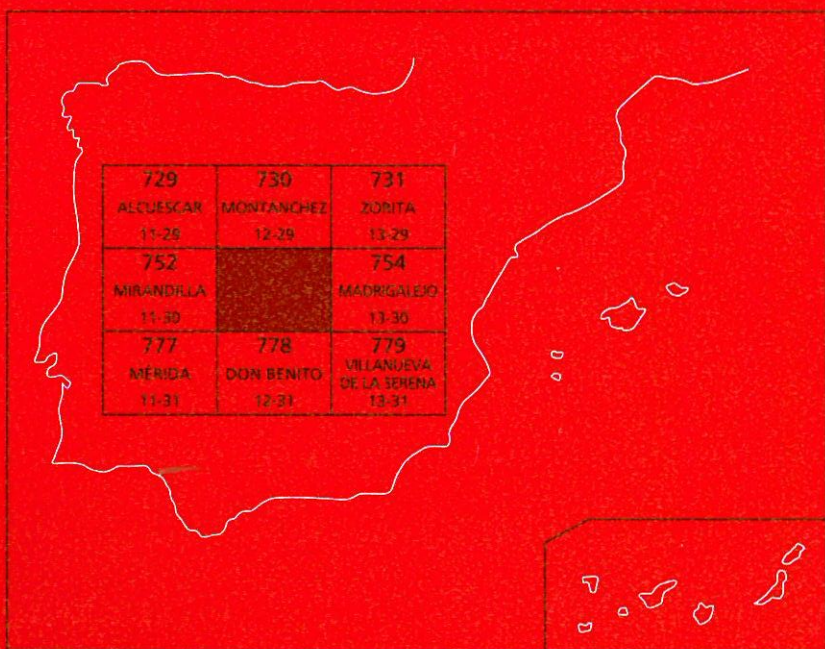 729
ALCUESCAR
11-29
730
MONTANCHEZ
12-29
731
ZORITA
13-29
752
MIRANDILLA
11-30
754
MADRIGALEJO
13-30
777
MÉRIDA
11-31
778
DON BENITO
12-31
779
VILLANUEVA
DE LA SERENA
13-31